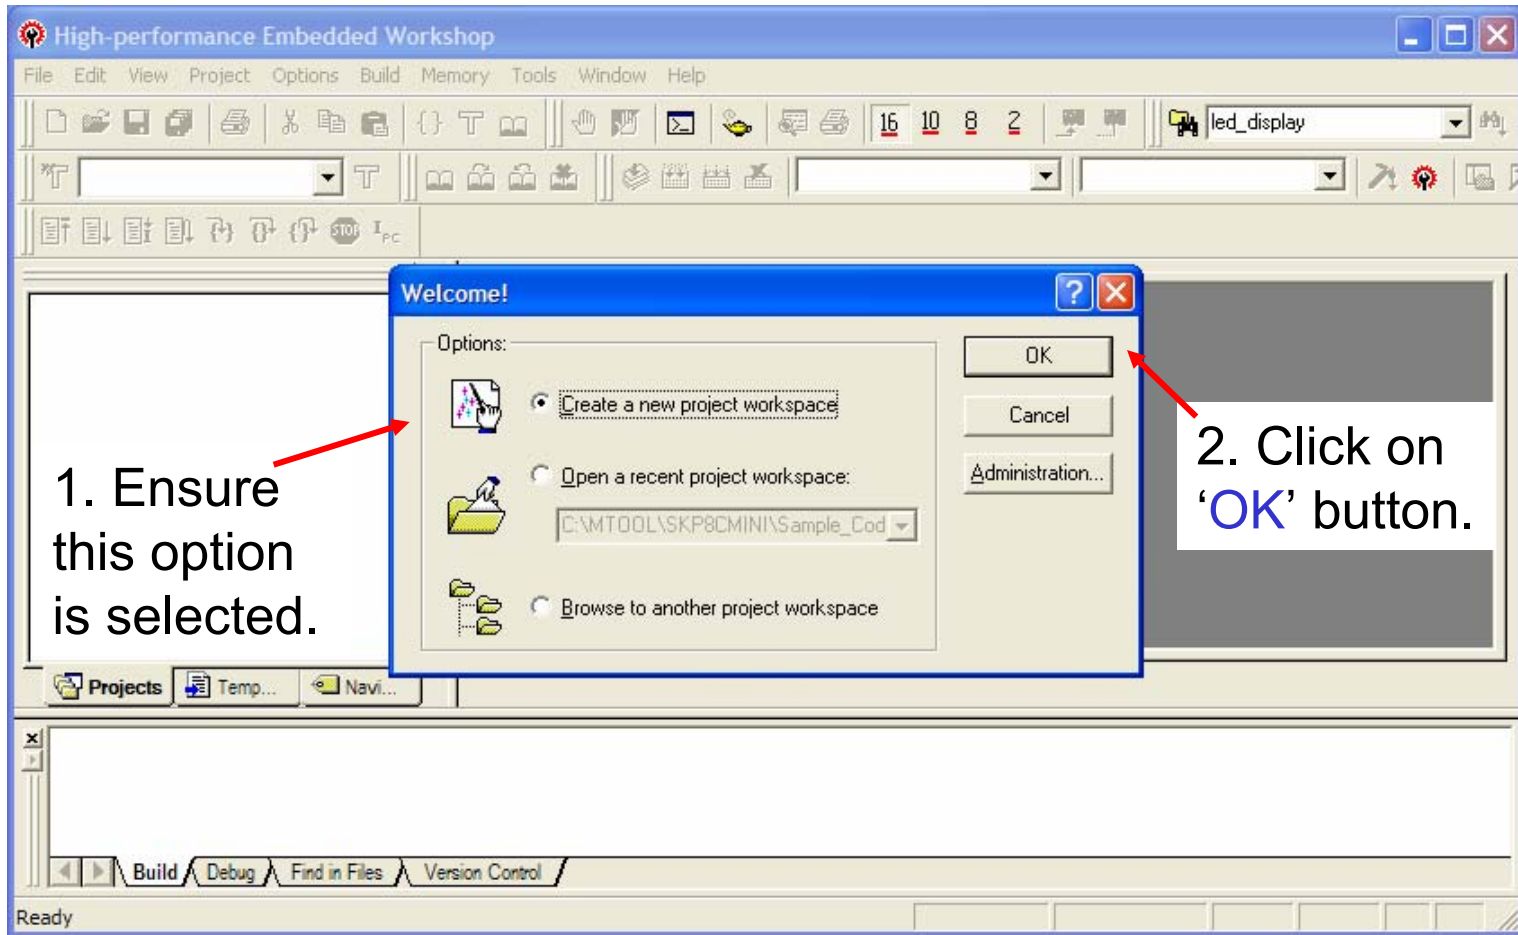 High-performance Embedded Workshop
File Edit View Project Options Build Memory Tools Window Help
16 10 8 2 led_display
STOP IPC
Welcome!
Options:
Create a new project workspace
Open a recent project workspace:
C:\MTOOL\SKP8CMINI\Sample_Cod
Browse to another project workspace
OK
Cancel
Administration...
1. Ensure
this option
is selected.
2. Click on
‘OK’ button.
Projects Temp... Navi...
Build Debug Find in Files Version Control
Ready